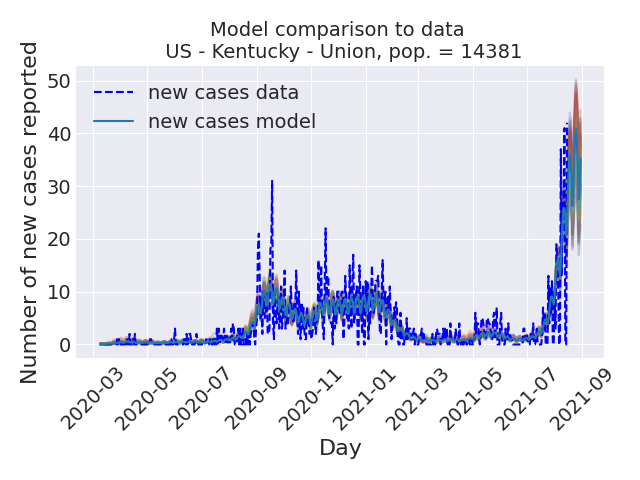 Model comparison to data
US - Kentucky - Union, pop. = 14381
Number of new cases reported
50
40
30
20
10
0
new cases data
new cases model
2020-03
2020-05
2020-07
2020-09
2020-11
2021-01
2021-03
2021-05
2021-07
2021-09
Day